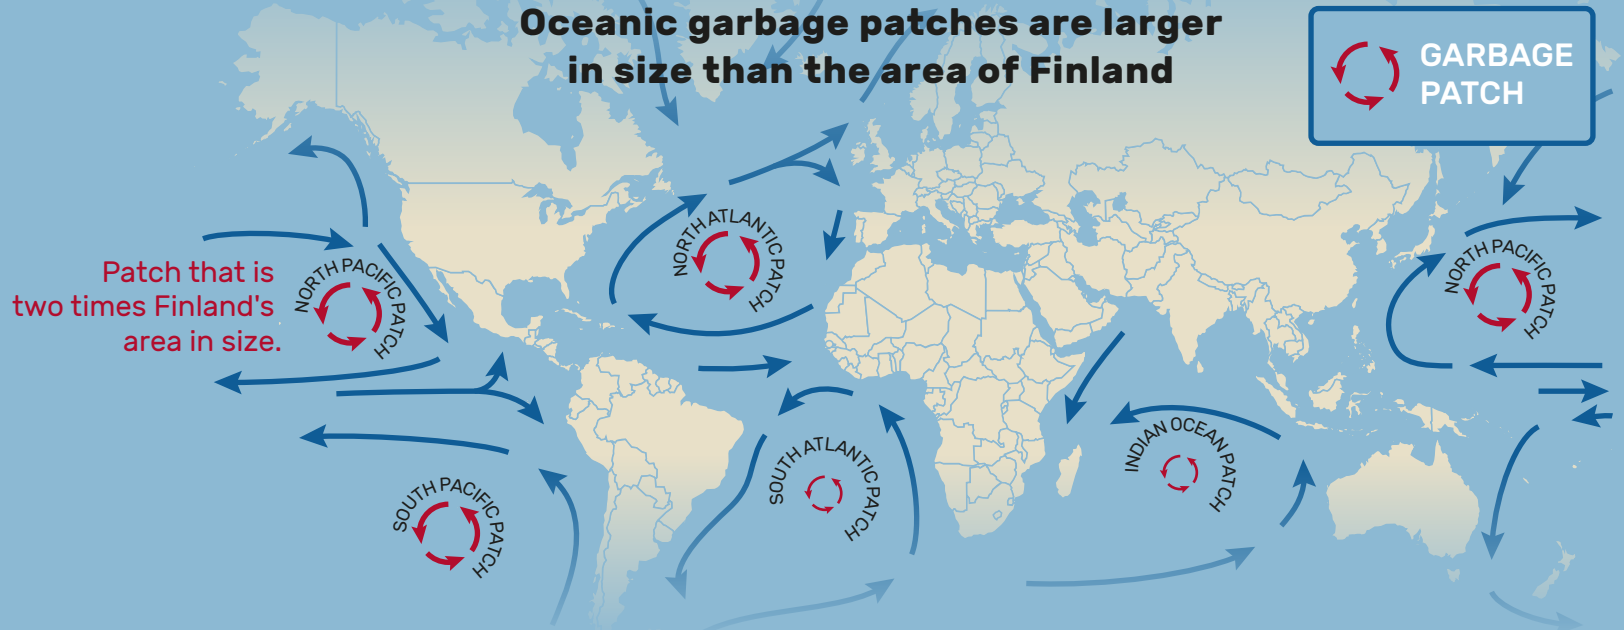 Oceanic garbage patches are larger
in size than the area of Finland
GARBAGE
PATCH
Patch that is
two times Finland's
area in size.
NORTH PACIFIC PATCH
NORTH ATLANTIC PATCH
NORTH PACIFIC PATCH
SOUTH PACIFIC PATCH
SOUTH ATLANTIC PATCH
INDIAN OCEAN PATCH